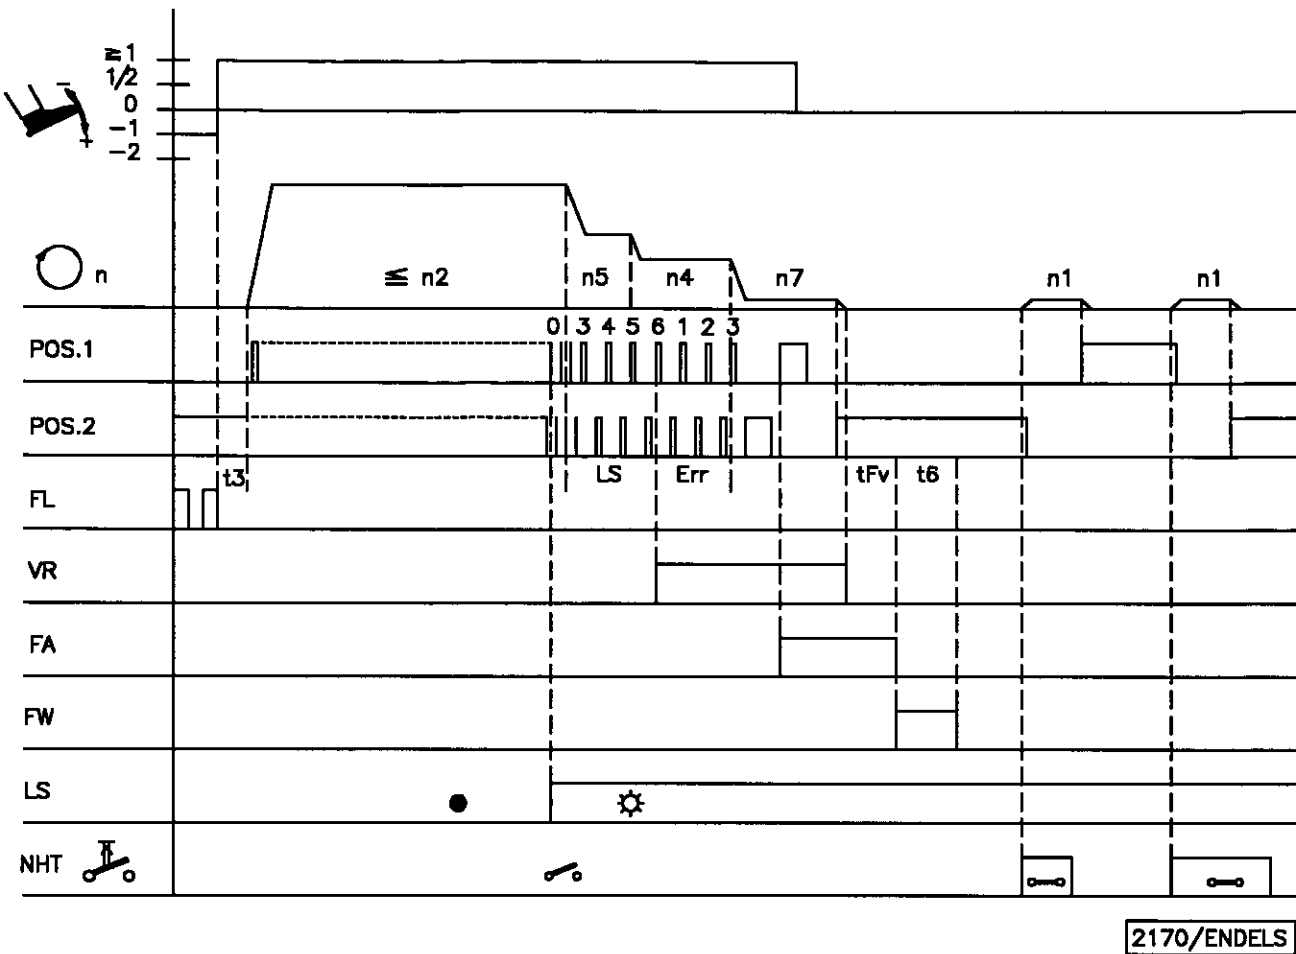 ≧1
1/2
0
-1
-2
- +
n ≦ n2 n5 n4 n7 n1 n1
0 3 4 5 6 1 2 3
POS.1
POS.2
t3 LS Err tFv t6
FL
VR
FA
FW
LS
NHT
2170/ENDELS